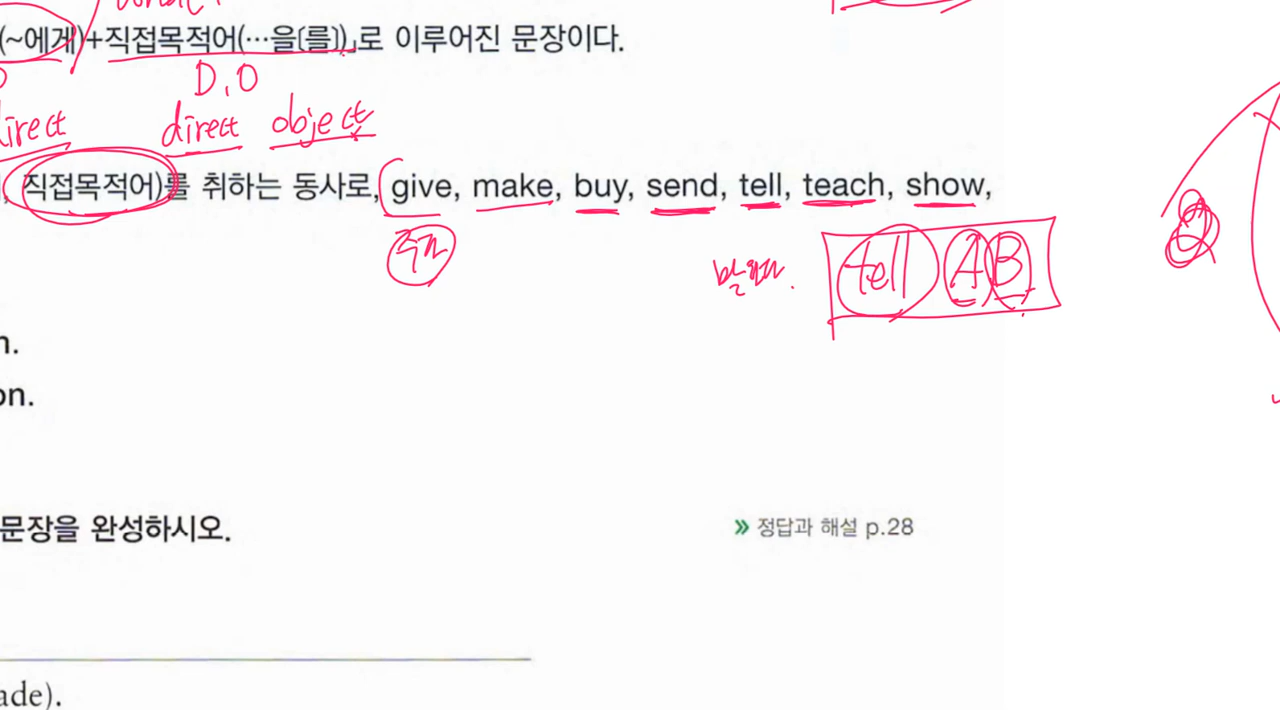 (~에게)+직접목적어(…을[를])」로 이루어진 문장이다.
D.O
direct object
직접목적어)를 취하는 동사로, give, make, buy, send, tell, teach, show,
tell A B
n.
on.
문장을 완성하시오.
» 정답과 해설 p.28
ade).